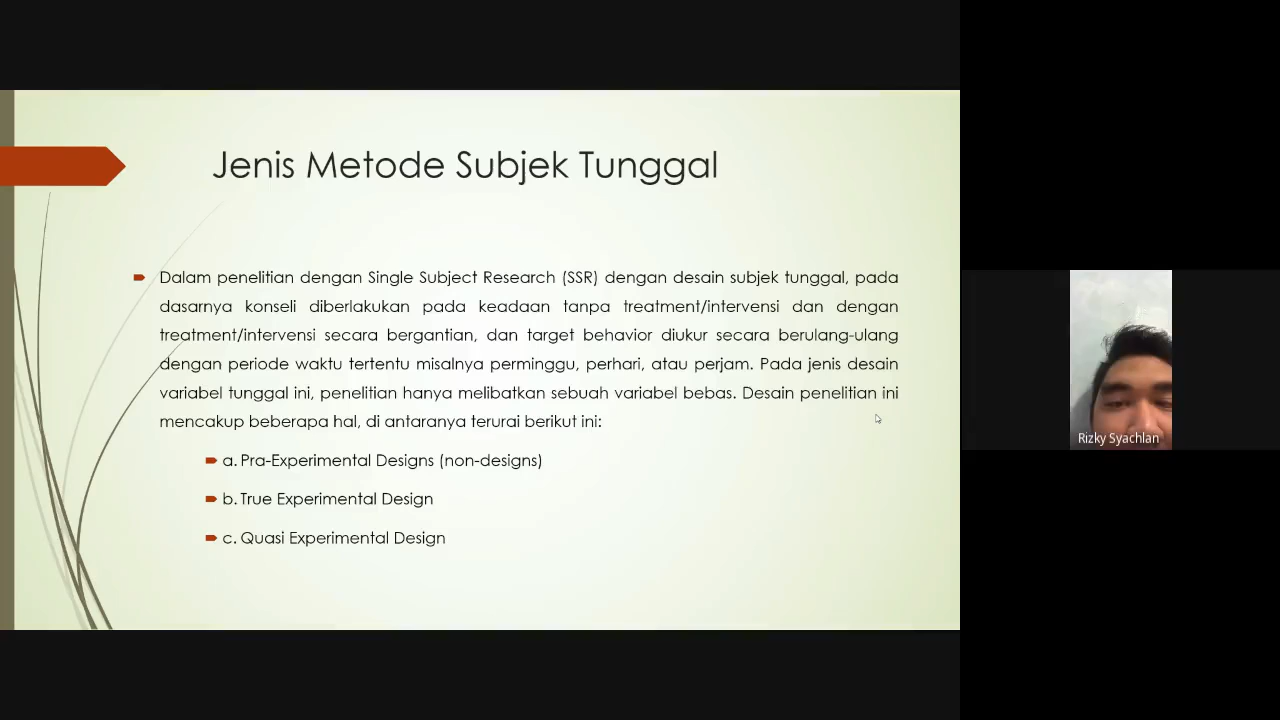 Jenis Metode Subjek Tunggal
Dalam penelitian dengan Single Subject Research (SSR) dengan desain subjek tunggal, pada
dasarnya konseli diberlakukan pada keadaan tanpa treatment/intervensi dan dengan
treatment/intervensi secara bergantian, dan target behavior diukur secara berulang-ulang
dengan periode waktu tertentu misalnya perminggu, perhari, atau perjam. Pada jenis desain
variabel tunggal ini, penelitian hanya melibatkan sebuah variabel bebas. Desain penelitian ini
mencakup beberapa hal, di antaranya terurai berikut ini:
a. Pra-Experimental Designs (non-designs)
b. True Experimental Design
c. Quasi Experimental Design
Rizky Syachlan